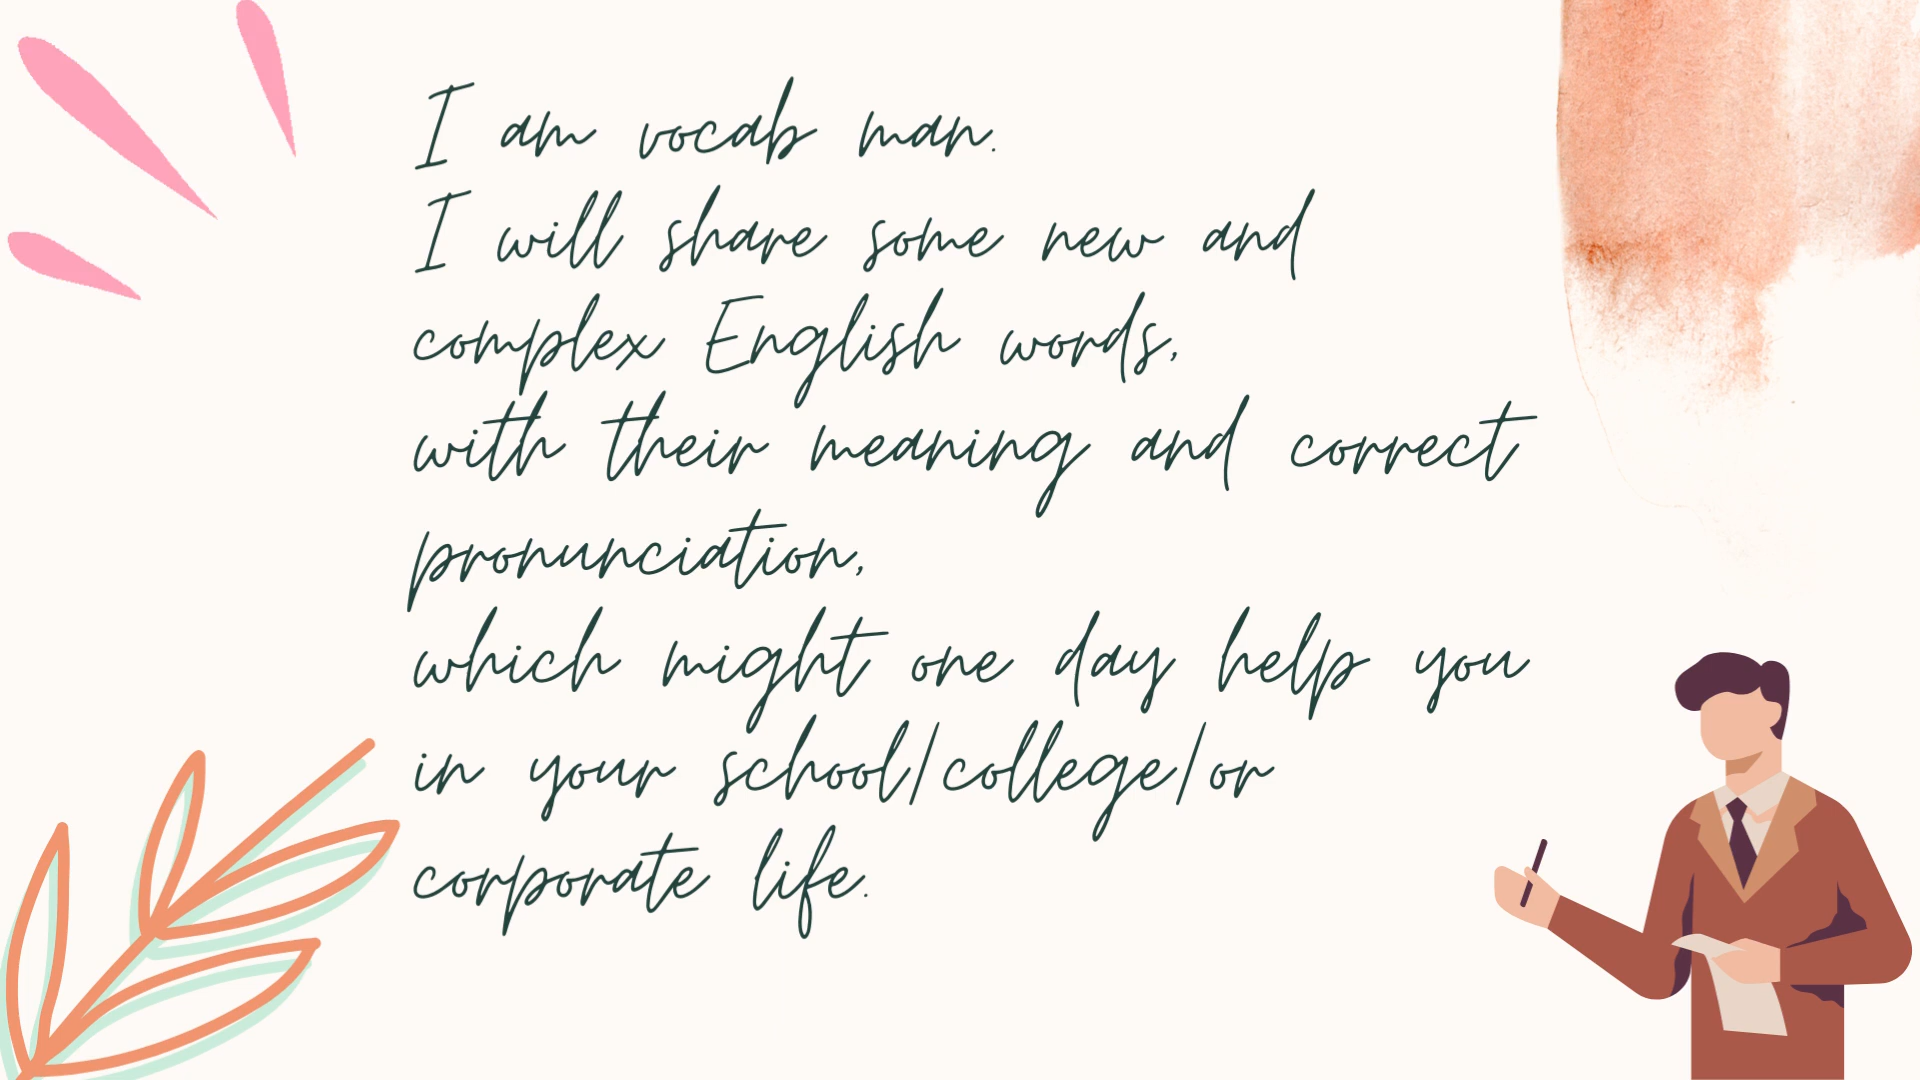 I am vocab man.
I will share some new and
complex English words,
with their meaning and correct
pronunciation,
which might one day help you
in your school/college/or
corporate life.